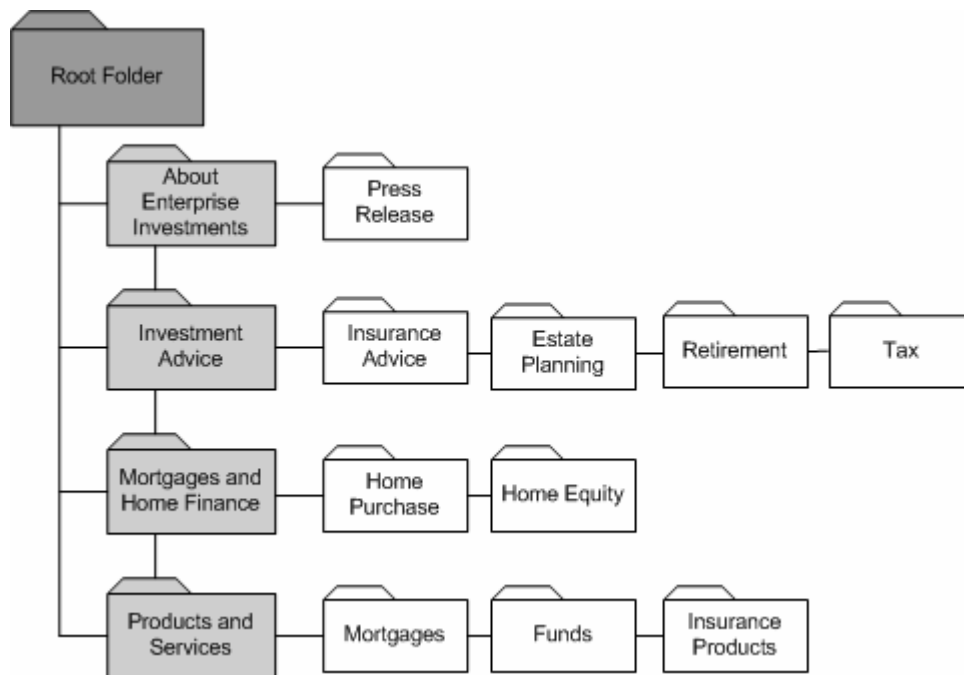 Root Folder
About
Enterprise
Investments
Press
Release
Investment
Advice
Insurance
Advice
Estate
Planning
Retirement
Tax
Mortgages and
Home Finance
Home
Purchase
Home Equity
Products and
Services
Mortgages
Funds
Insurance
Products